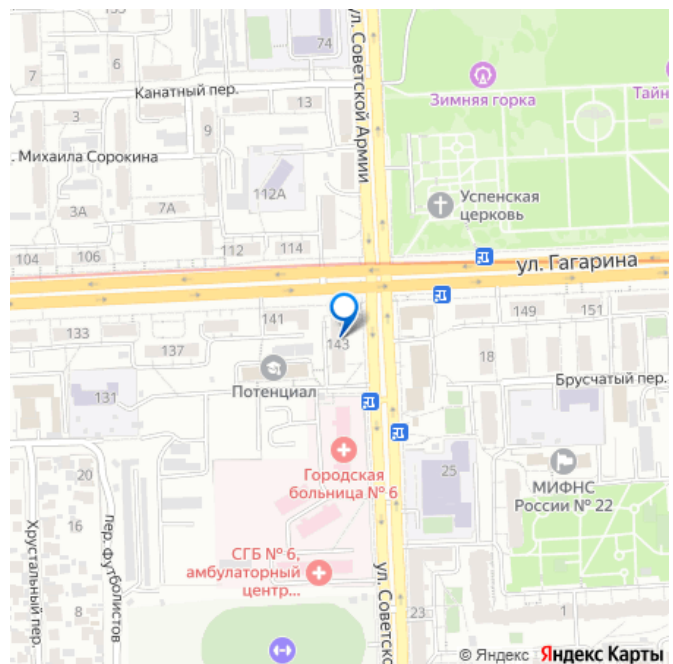 133
6
74
7
ул. Советской Армии
Канатный пер.
Зимняя горка
Тайн
13
3
9
. Михаила Сорокина
112А
Успенская
церковь
3А
7А
104
106
112
114
ул. Гагарина
133
141
137
143
149
151
18
Потенциал
Брусчатый пер.
131
Городская
больница № 6
20
25
МИФНС
России № 22
16
Хрустальный пер.
пер. Футболистов
СГБ № 6,
амбулаторный
центр...
ул. Советско
8
23
1
© Яндекс Яндекс Карты